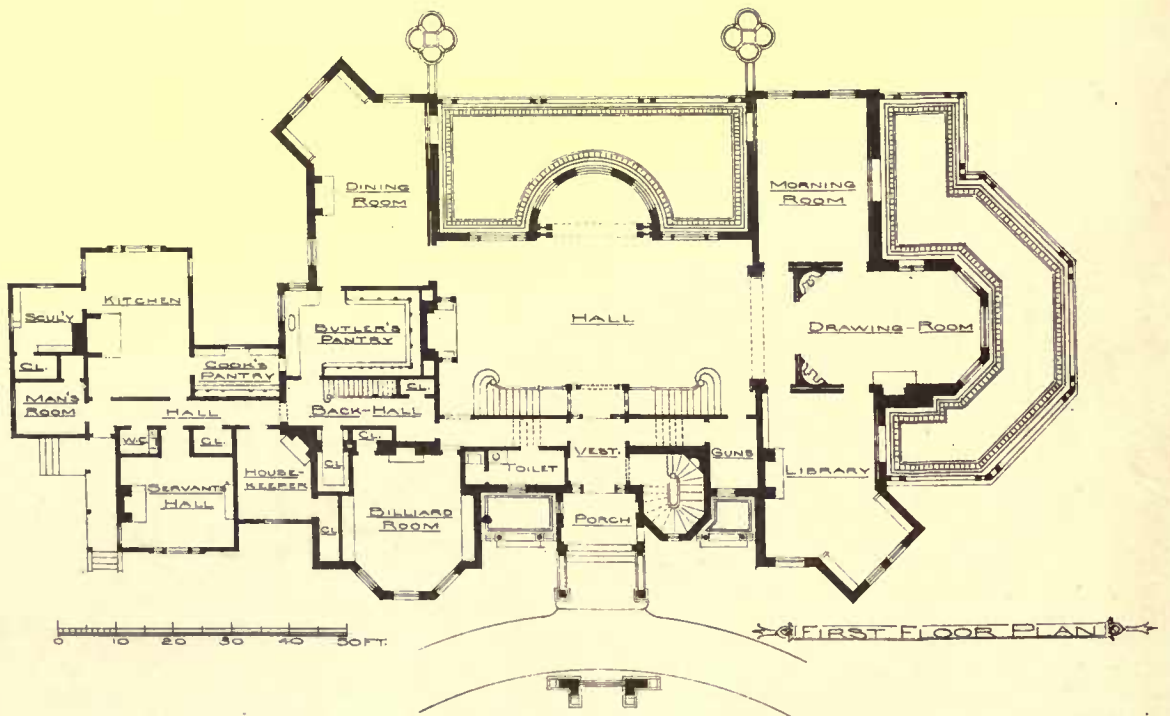 DINING
ROOM
MORNING
ROOM
KITCHEN
SCUL'Y
HALL
DRAWING-ROOM
BUTLER'S
PANTRY
COOK'S
PANTRY
CL.
CL.
MAN'S
ROOM
HALL
BACK-HALL
W.C.
CL.
CL.
CL.
HOUSE-
KEEPER
TOILET
VEST.
GUNS
LIBRARY
SERVANTS'
HALL
BILLIARD
ROOM
PORCH
CL.
0 10 20 30 40 50 FT.
FIRST FLOOR PLAN